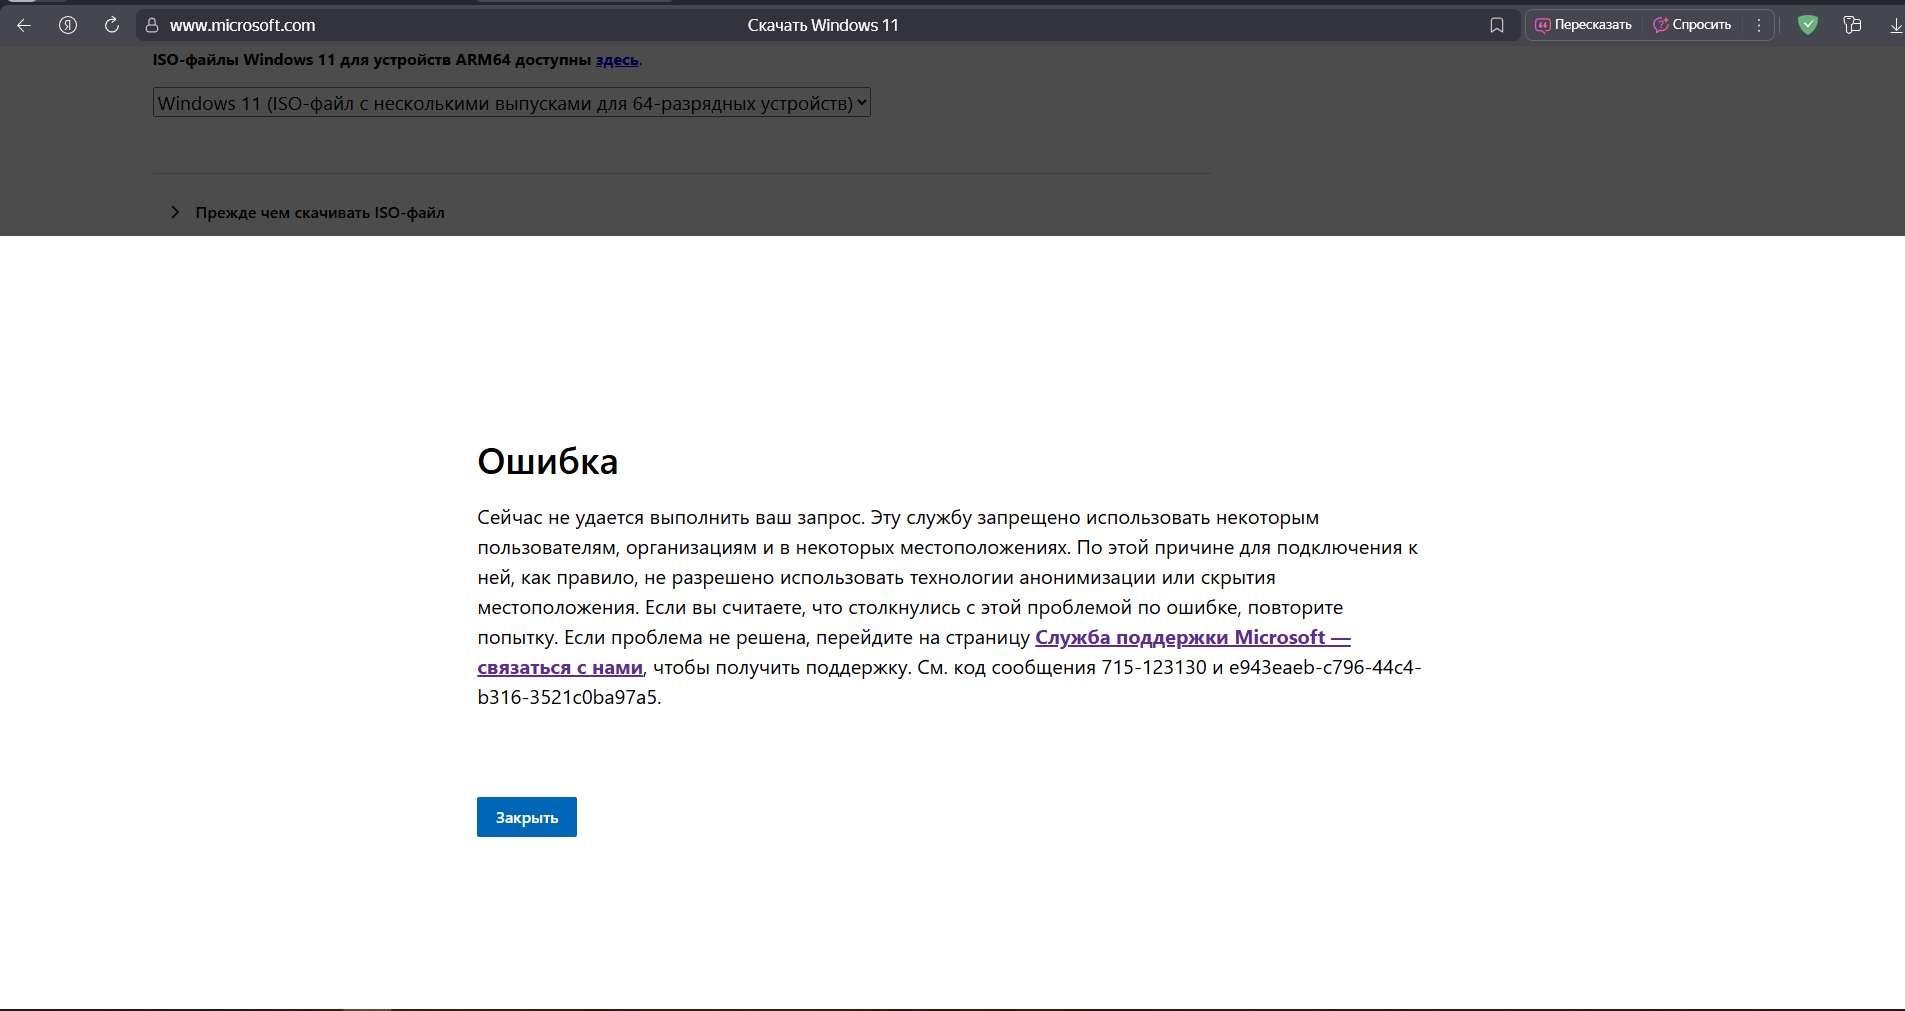 www.microsoft.com
Скачать Windows 11
Пересказать
Спросить
ISO-файлы Windows 11 для устройств ARM64 доступны здесь.
Windows 11 (ISO-файл с несколькими выпусками для 64-разрядных устройств)
Прежде чем скачивать ISO-файл
Ошибка
Сейчас не удается выполнить ваш запрос. Эту службу запрещено использовать некоторым
пользователям, организациям и в некоторых местоположениях. По этой причине для подключения к
ней, как правило, не разрешено использовать технологии анонимизации или скрытия
местоположения. Если вы считаете, что столкнулись с этой проблемой по ошибке, повторите
попытку. Если проблема не решена, перейдите на страницу Служба поддержки Microsoft —
связаться с нами, чтобы получить поддержку. См. код сообщения 715-123130 и e943eaeb-c796-44c4-
b316-3521c0ba97a5.
Закрыть